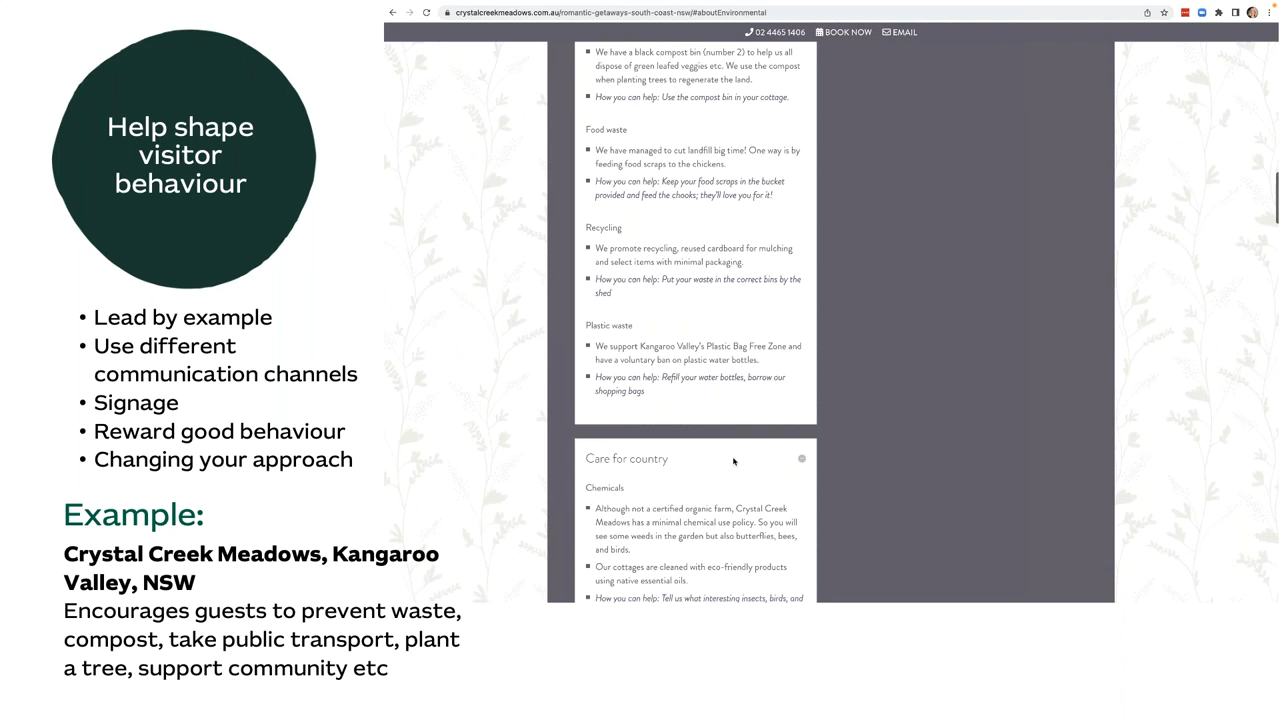 Help shape
visitor
behaviour
• Lead by example
• Use different
communication channels
• Signage
• Reward good behaviour
• Changing your approach
Example:
Crystal Creek Meadows, Kangaroo
Valley, NSW
Encourages guests to prevent waste,
compost, take public transport, plant
a tree, support community etc
crystalcreekmeadows.com.au/romantic-getaways-south-coast-nsw/#aboutEnvironmental
02 4465 1406 BOOK NOW EMAIL
We have a black compost bin (number 2) to help us all
dispose of green leafed veggies etc. We use the compost
when planting trees to regenerate the land.
How you can help: Use the compost bin in your cottage.
Food waste
We have managed to cut landfill big time! One way is by
feeding food scraps to the chickens.
How you can help: Keep your food scraps in the bucket
provided and feed the chooks; they'll love you for it!
Recycling
We promote recycling, reused cardboard for mulching
and select items with minimal packaging.
How you can help: Put your waste in the correct bins by the
shed
Plastic waste
We support Kangaroo Valley's Plastic Bag Free Zone and
have a voluntary ban on plastic water bottles.
How you can help: Refill your water bottles, borrow our
shopping bags
Care for country
Chemicals
Although not a certified organic farm, Crystal Creek
Meadows has a minimal chemical use policy. So you will
see some weeds in the garden but also butterflies, bees,
and birds.
Our cottages are cleaned with eco-friendly products
using native essential oils.
How you can help: Tell us what interesting insects, birds, and